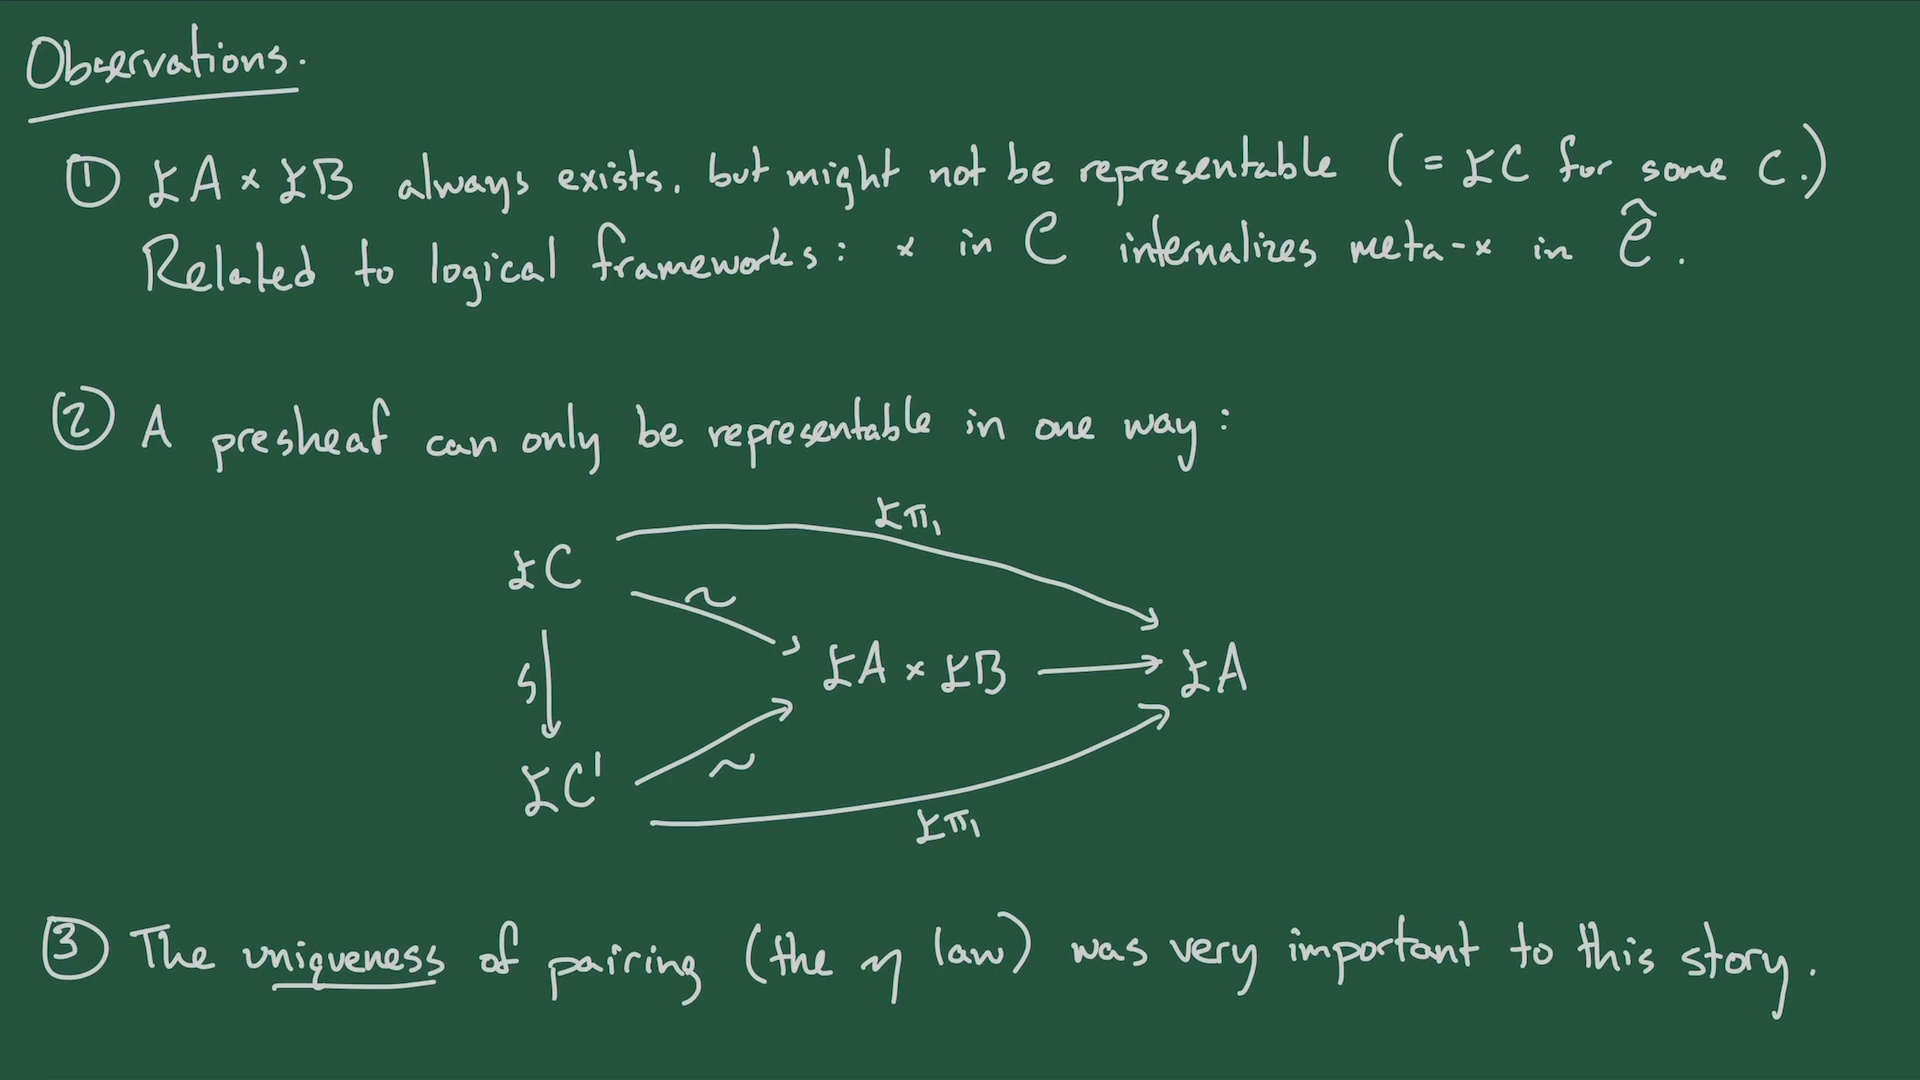 Observations.
① よA × よB always exists, but might not be representable ( = よC for some C.)
Related to logical frameworks: × in 𝒞 internalizes meta-× in 𝒞̂.
② A presheaf can only be representable in one way:
よπ₁
よC
~
よA × よB → よA
~
よC'
~
よπ₁
③ The uniqueness of pairing (the η law) was very important to this story.